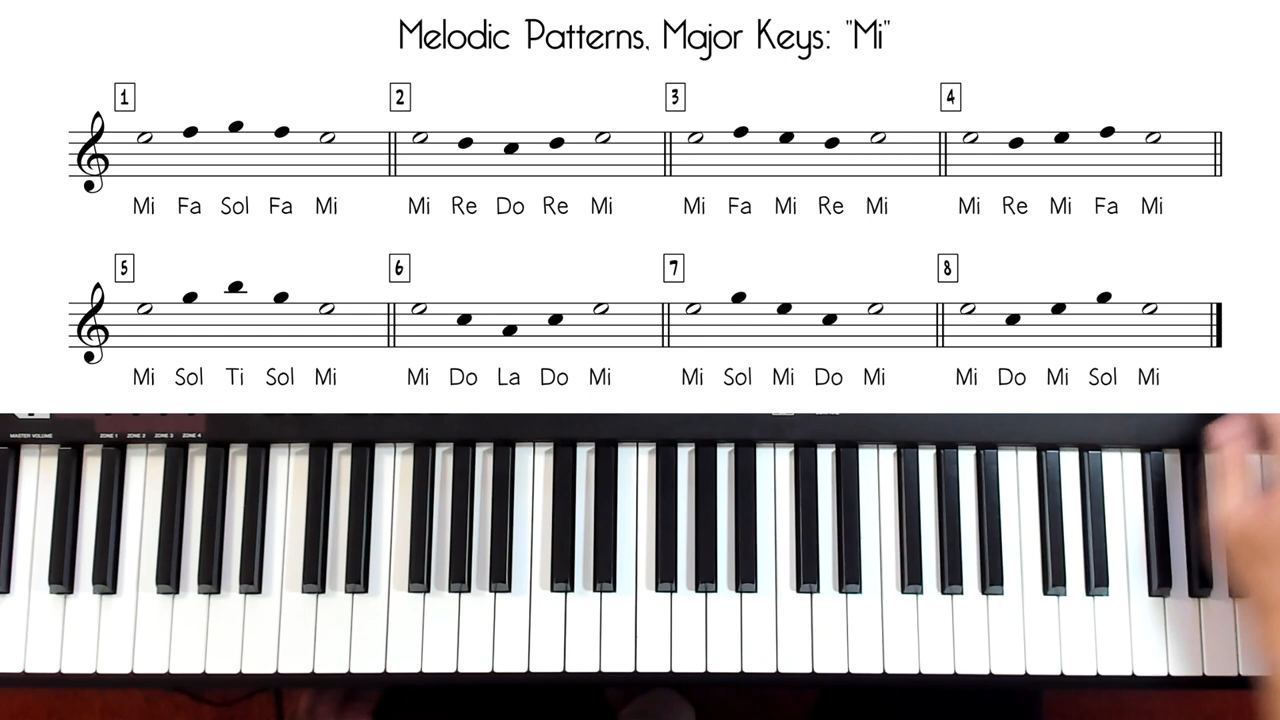 Melodic Patterns, Major Keys: "Mi"
1 2 3 4
Mi Fa Sol Fa Mi Mi Re Do Re Mi Mi Fa Mi Re Mi Mi Re Mi Fa Mi
5 6 7 8
Mi Sol Ti Sol Mi Mi Do La Do Mi Mi Sol Mi Do Mi Mi Do Mi Sol Mi
MASTER VOLUME ZONE 1 ZONE 2 ZONE 3 ZONE 4